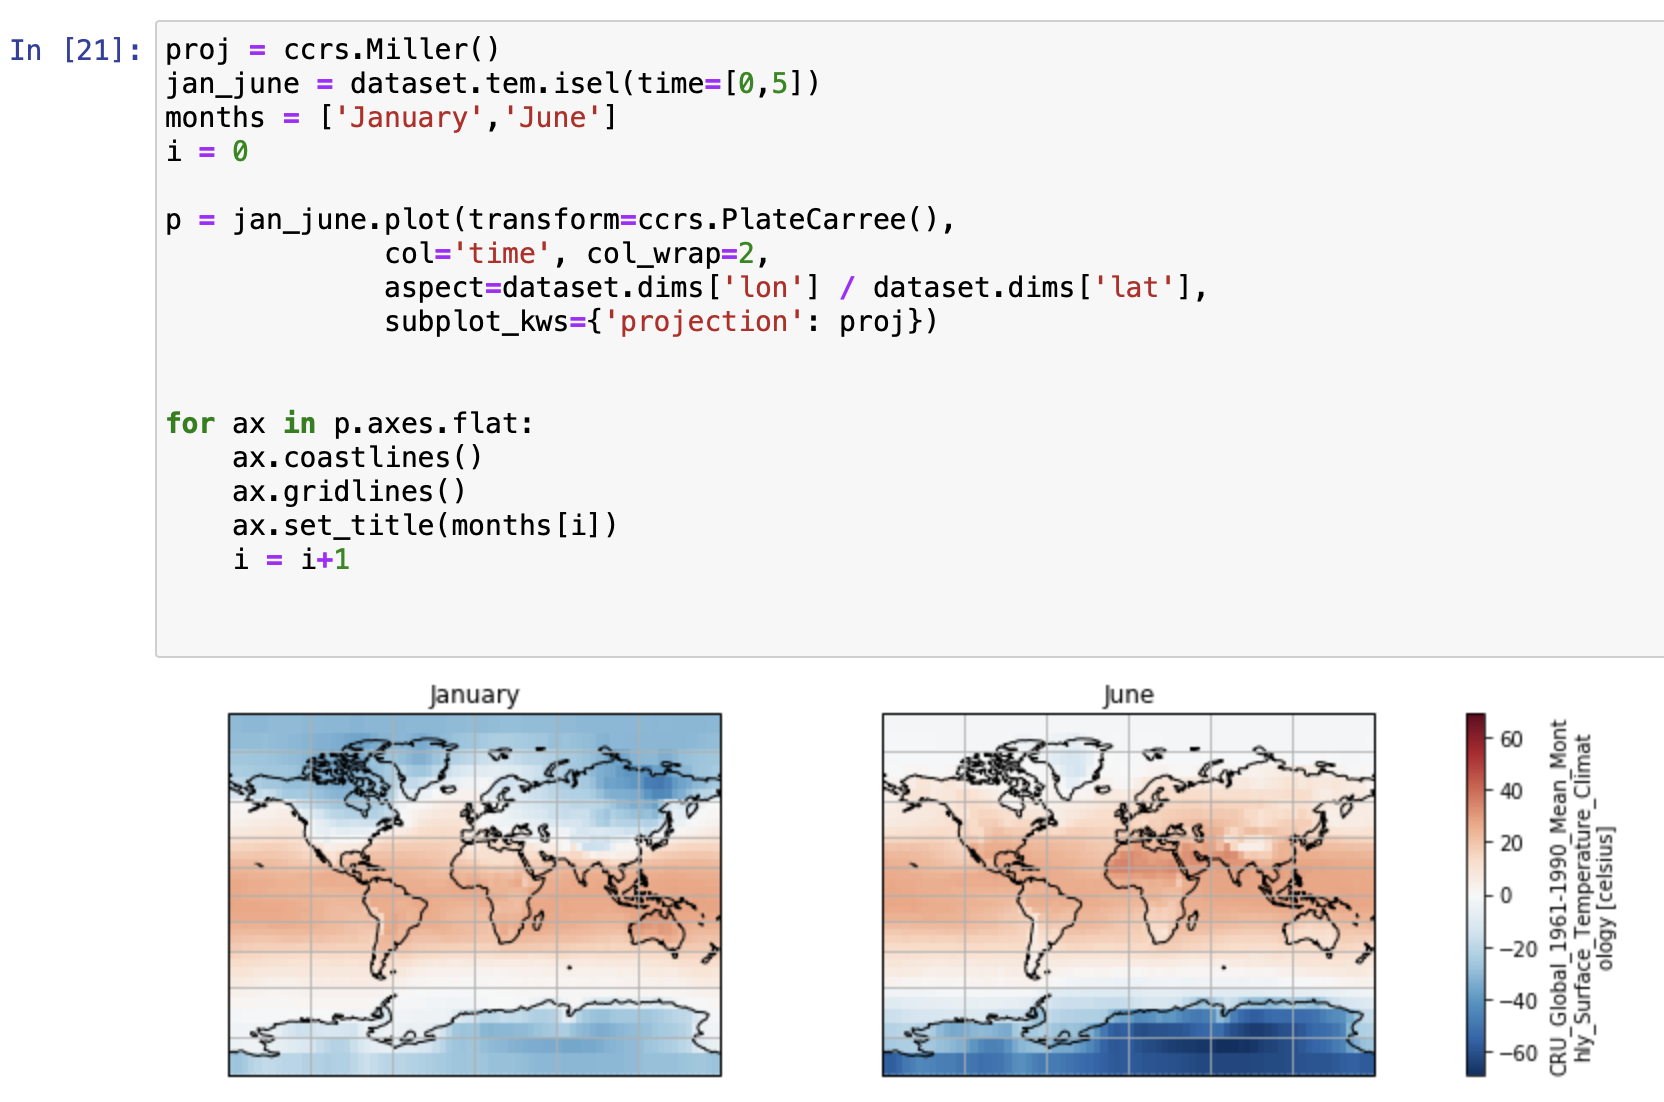 In [21]:
proj = ccrs.Miller()
jan_june = dataset.tem.isel(time=[0,5])
months = ['January','June']
i = 0
p = jan_june.plot(transform=ccrs.PlateCarree(),
             col='time', col_wrap=2,
             aspect=dataset.dims['lon'] / dataset.dims['lat'],
             subplot_kws={'projection': proj})
for ax in p.axes.flat:
    ax.coastlines()
    ax.gridlines()
    ax.set_title(months[i])
    i = i+1
January
June
60
40
20
0
−20
−40
−60
CRU_Global_1961-1990_Mean_Mont
hly_Surface_Temperature_Climat
ology [celsius]